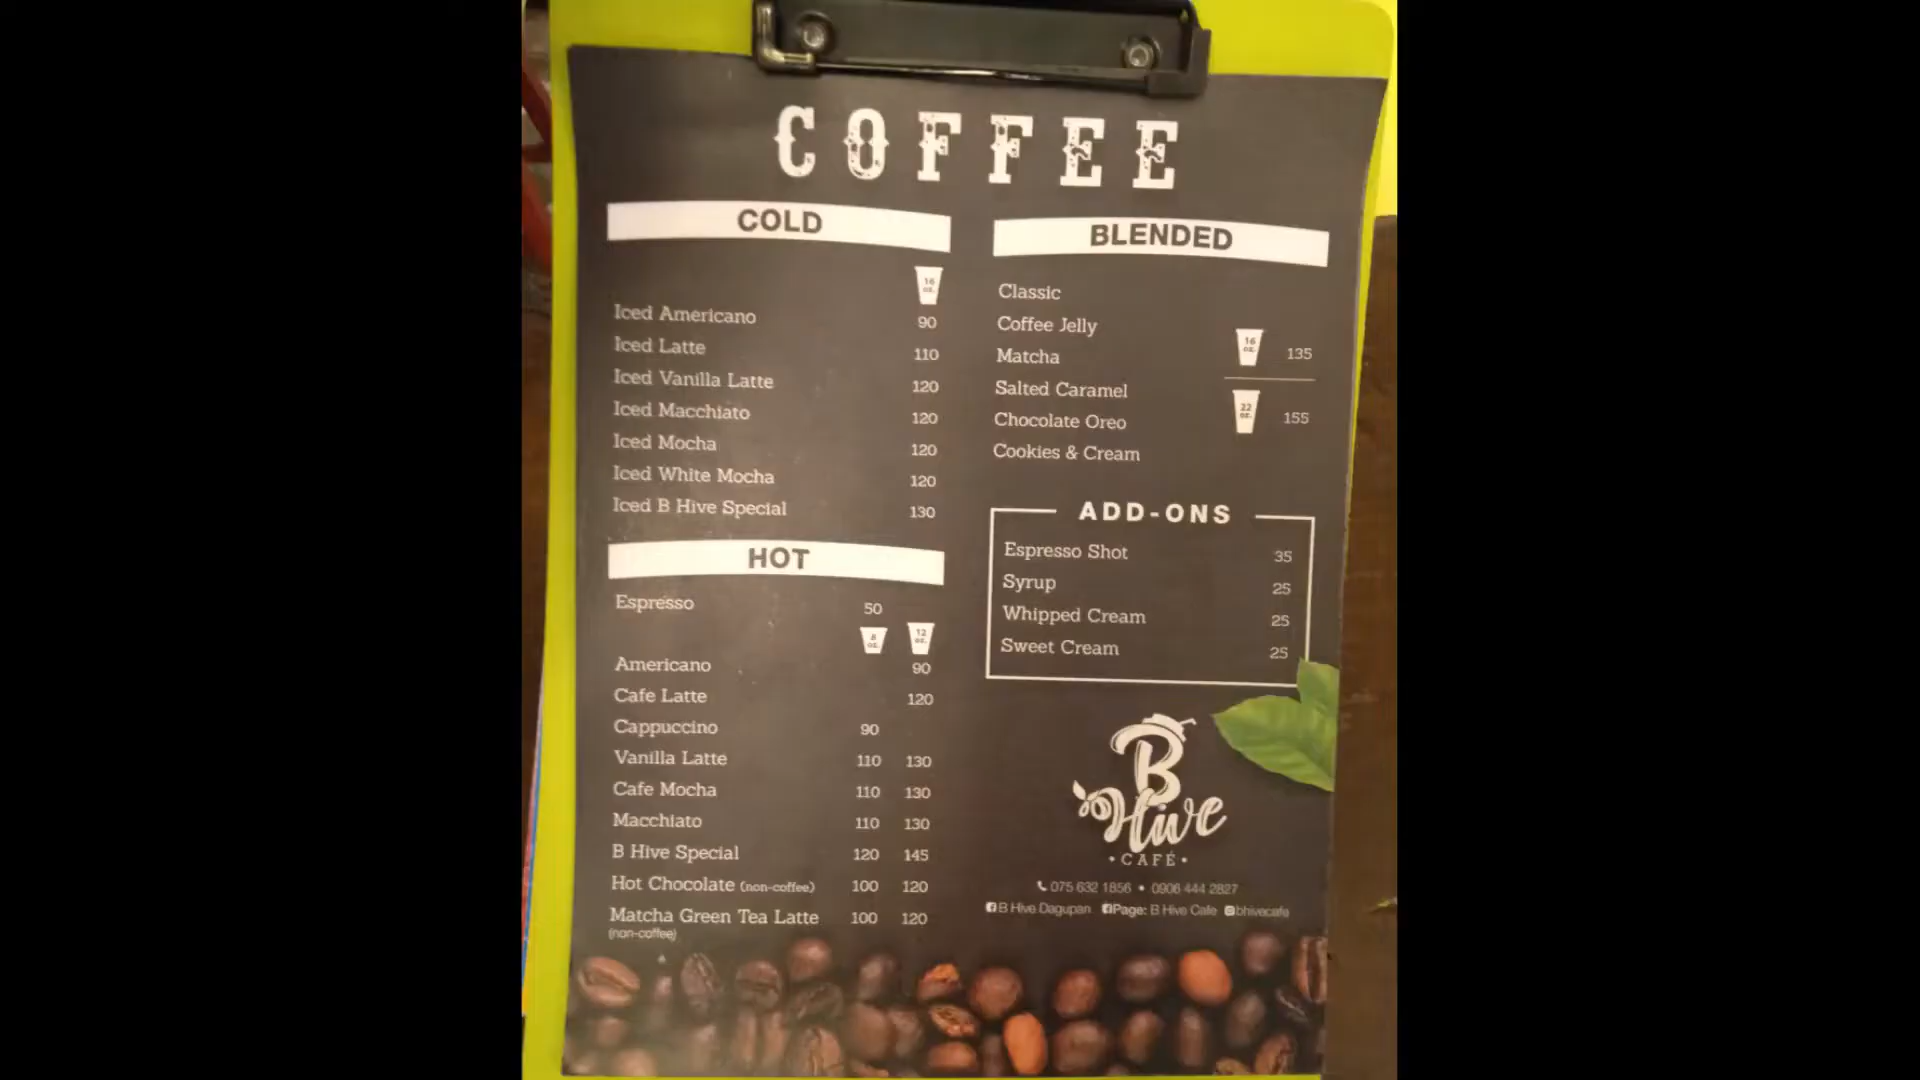 COFFEE
COLD
16 oz.
Iced Americano 90
Iced Latte 110
Iced Vanilla Latte 120
Iced Macchiato 120
Iced Mocha 120
Iced White Mocha 120
Iced B Hive Special 130
HOT
Espresso 50
8 oz. 12 oz.
Americano 90
Cafe Latte 120
Cappuccino 90
Vanilla Latte 110 130
Cafe Mocha 110 130
Macchiato 110 130
B Hive Special 120 145
Hot Chocolate (non-coffee) 100 120
Matcha Green Tea Latte 100 120
(non-coffee)
BLENDED
Classic
Coffee Jelly
Matcha
Salted Caramel
Chocolate Oreo
Cookies & Cream
16 oz. 135
22 oz. 155
ADD-ONS
Espresso Shot 35
Syrup 25
Whipped Cream 25
Sweet Cream 25
B
Hive
• CAFÉ •
075 632 1856 • 0906 444 2827
B Hive Dagupan Page: B Hive Cafe bhivecafe